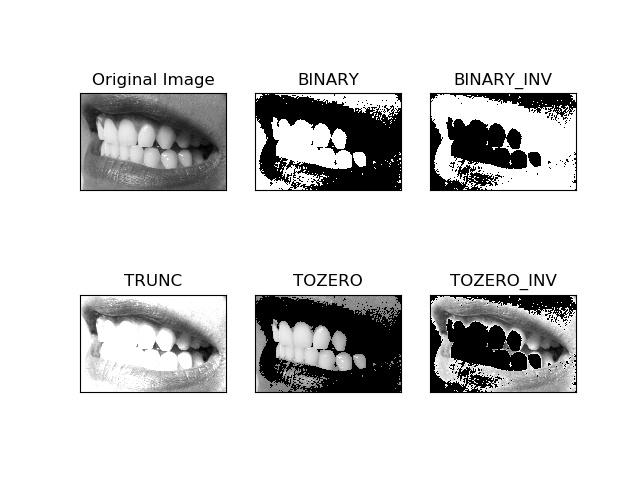 Original Image
BINARY
BINARY_INV
TRUNC
TOZERO
TOZERO_INV